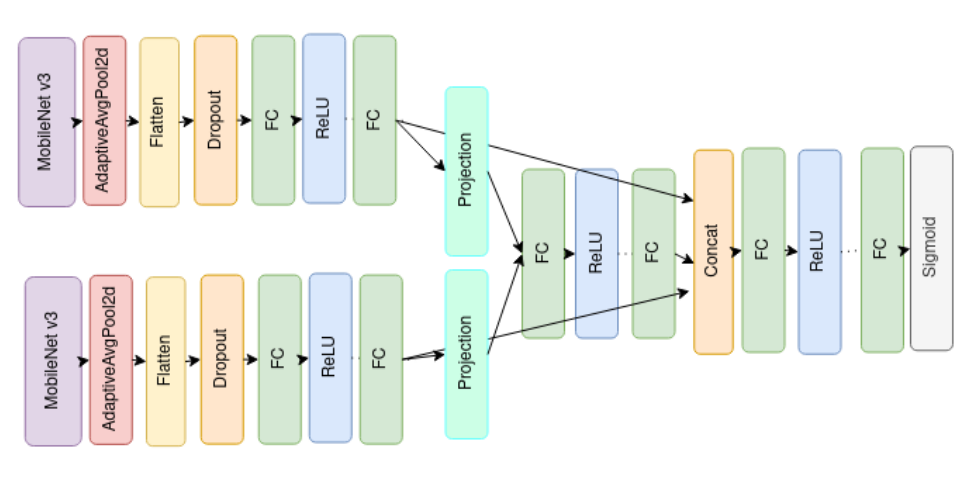 MobileNet v3
AdaptiveAvgPool2d
Flatten
Dropout
FC
ReLU
FC
Projection
MobileNet v3
AdaptiveAvgPool2d
Flatten
Dropout
FC
ReLU
FC
Projection
FC
ReLU
FC
Concat
FC
ReLU
FC
Sigmoid